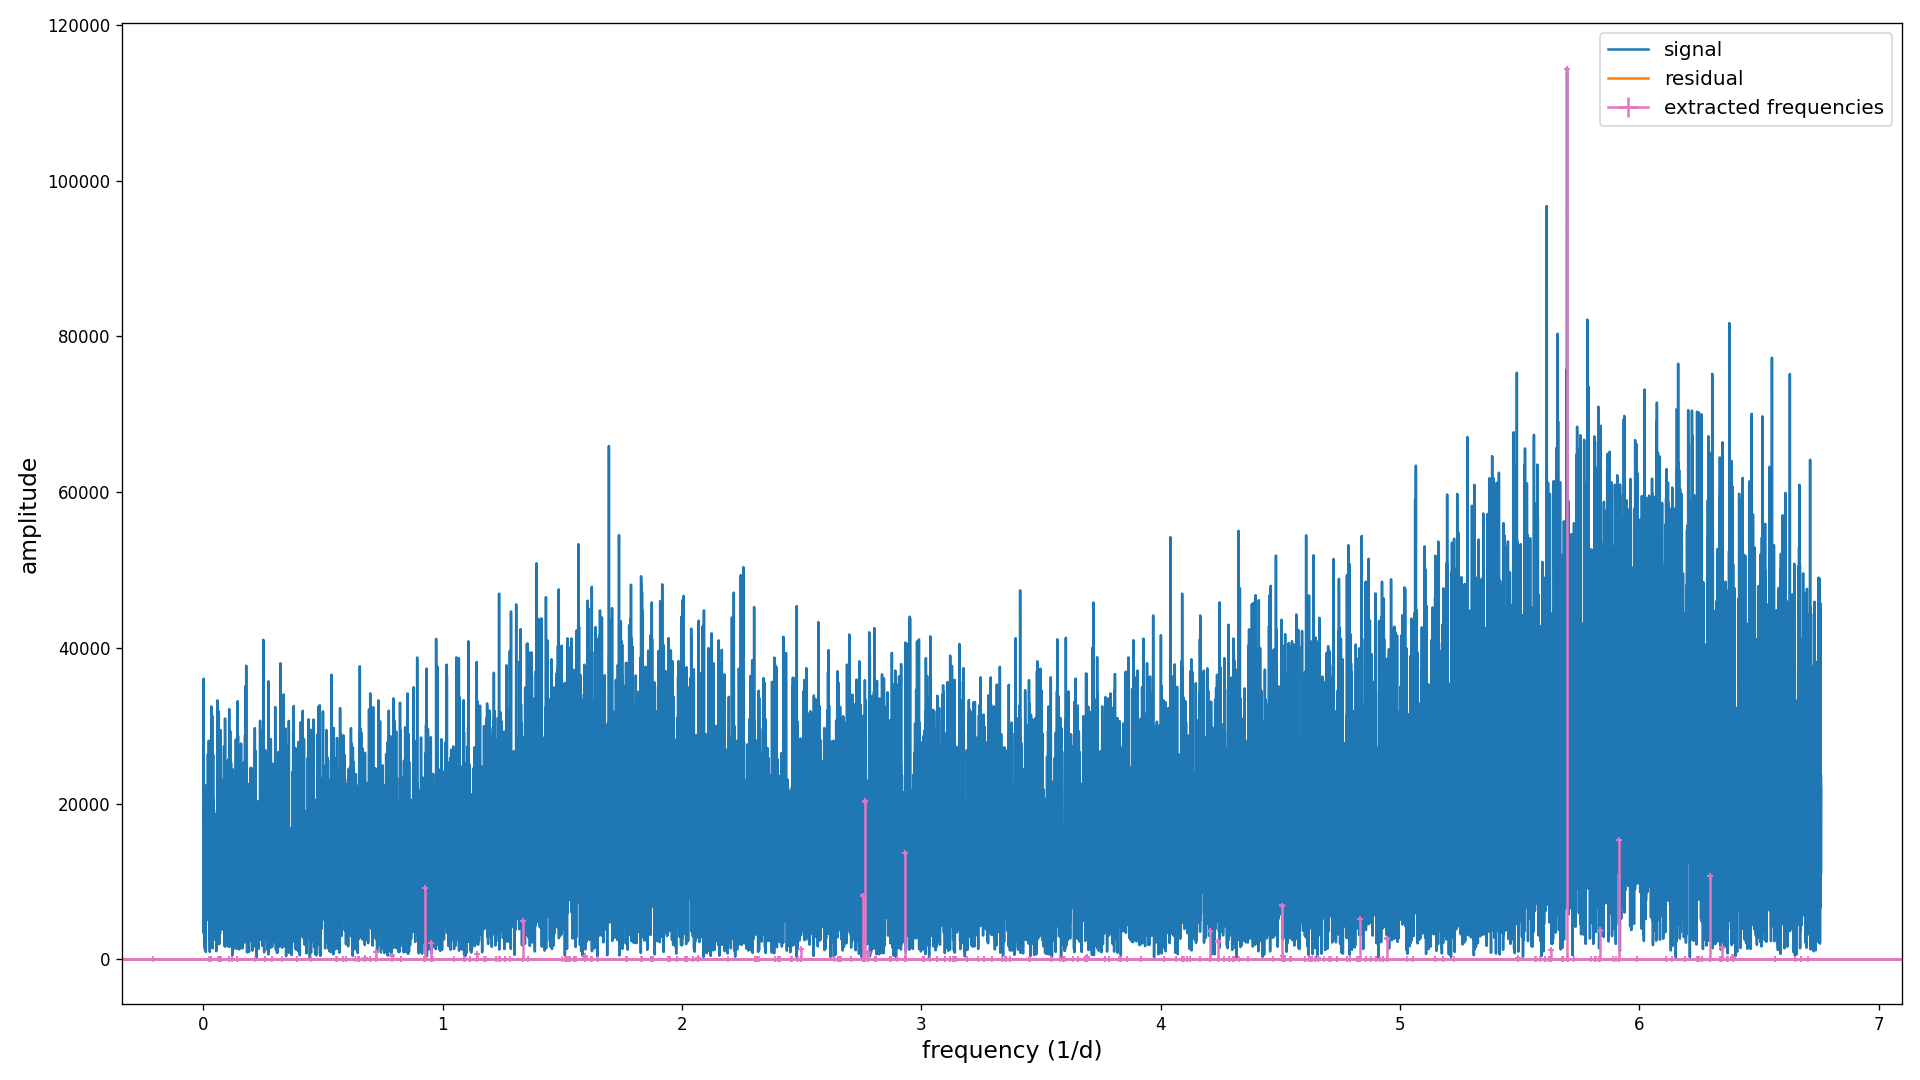 120000
100000
80000
60000
40000
20000
0
amplitude
signal
residual
extracted frequencies
0 1 2 3 4 5 6 7
frequency (1/d)